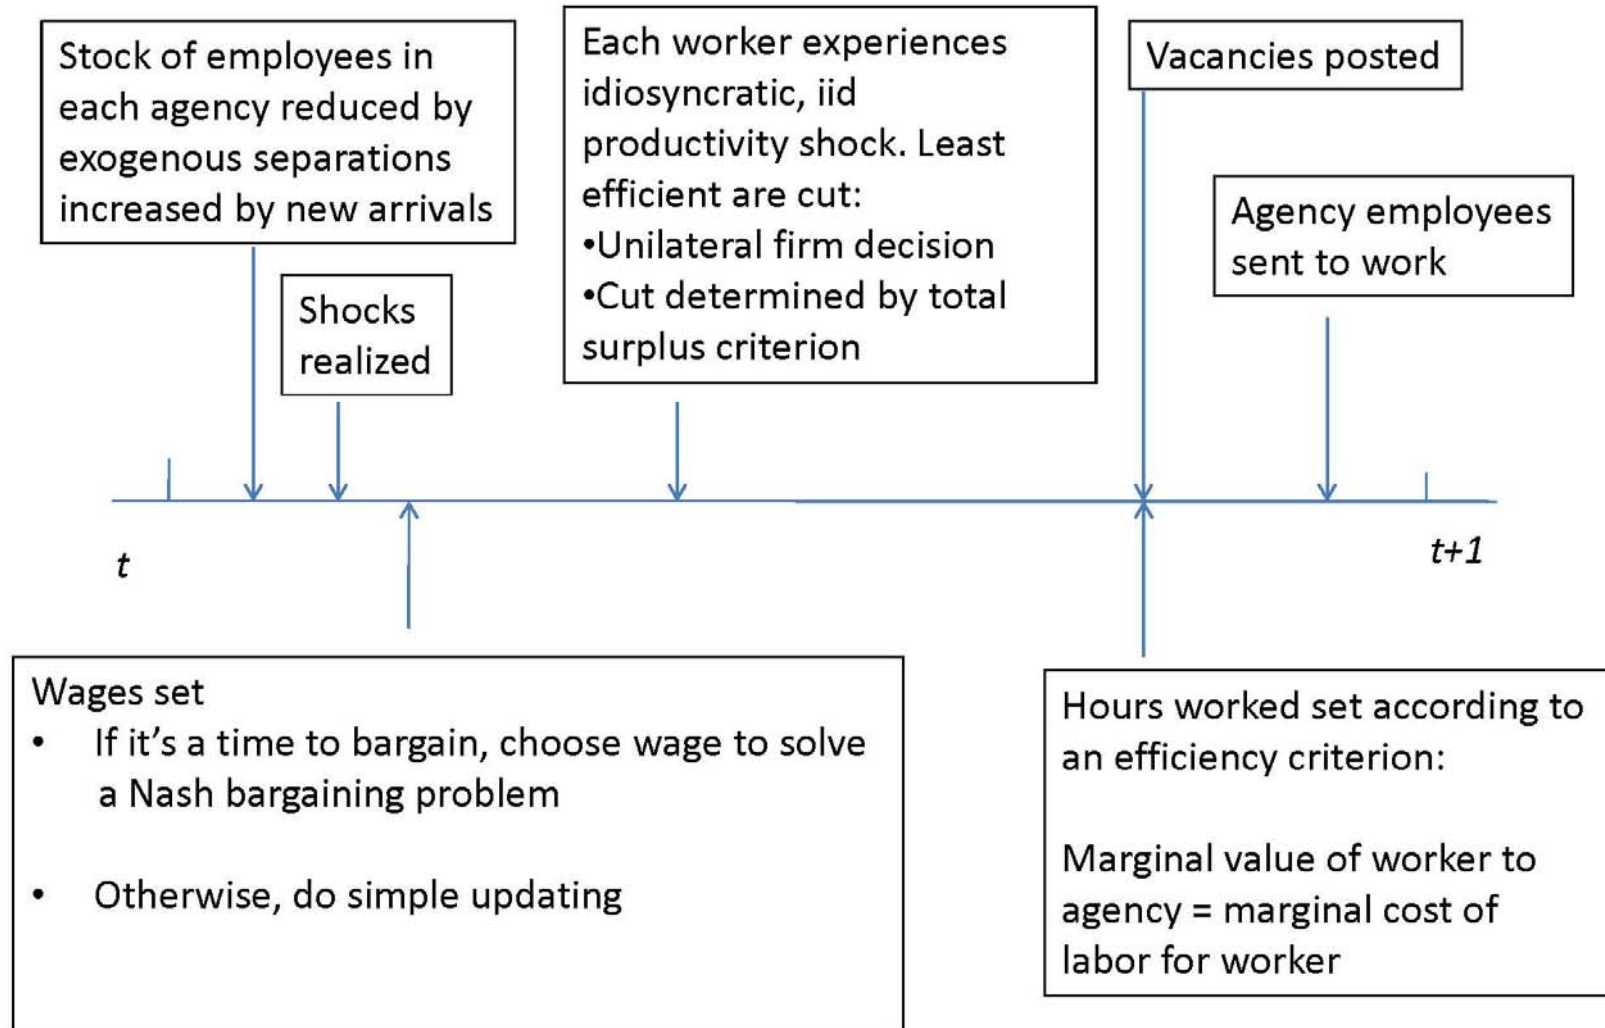 Stock of employees in
each agency reduced by
exogenous separations
increased by new arrivals
Shocks
realized
Each worker experiences
idiosyncratic, iid
productivity shock. Least
efficient are cut:
•Unilateral firm decision
•Cut determined by total
surplus criterion
Vacancies posted
Agency employees
sent to work
t
t+1
Wages set
• If it’s a time to bargain, choose wage to solve
a Nash bargaining problem
• Otherwise, do simple updating
Hours worked set according to
an efficiency criterion:
Marginal value of worker to
agency = marginal cost of
labor for worker